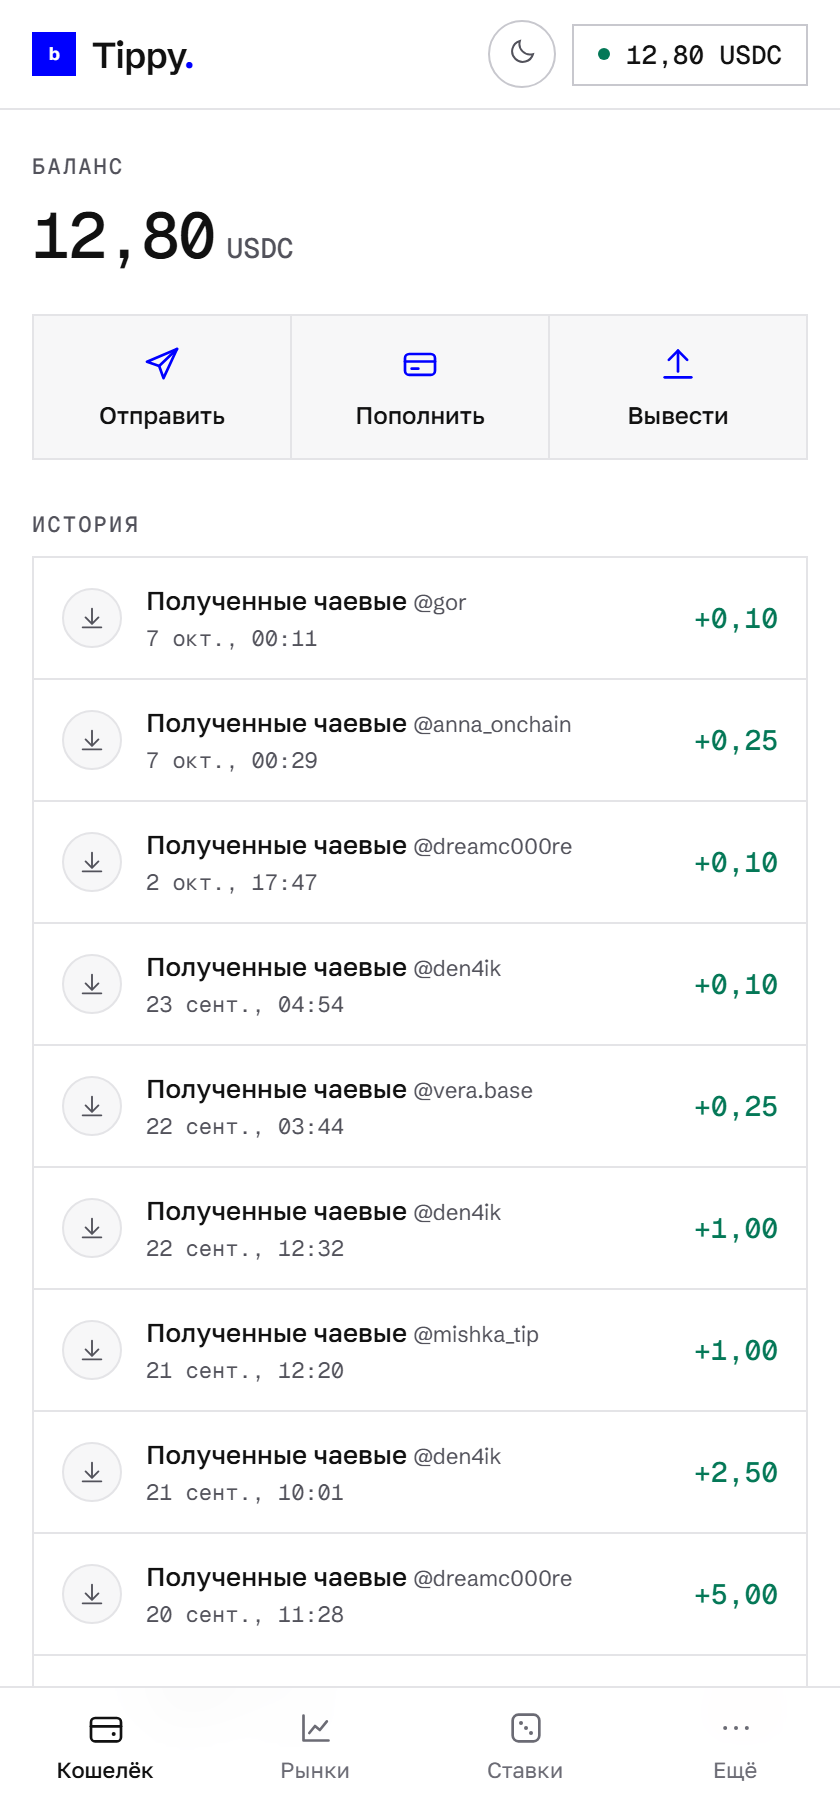 b Tippy.
12,80 USDC
БАЛАНС
12,80 USDC
Отправить
Пополнить
Вывести
ИСТОРИЯ
Полученные чаевые @gor
7 окт., 00:11
+0,10
Полученные чаевые @anna_onchain
7 окт., 00:29
+0,25
Полученные чаевые @dreamc000re
2 окт., 17:47
+0,10
Полученные чаевые @den4ik
23 сент., 04:54
+0,10
Полученные чаевые @vera.base
22 сент., 03:44
+0,25
Полученные чаевые @den4ik
22 сент., 12:32
+1,00
Полученные чаевые @mishka_tip
21 сент., 12:20
+1,00
Полученные чаевые @den4ik
21 сент., 10:01
+2,50
Полученные чаевые @dreamc000re
20 сент., 11:28
+5,00
Кошелёк
Рынки
Ставки
Ещё